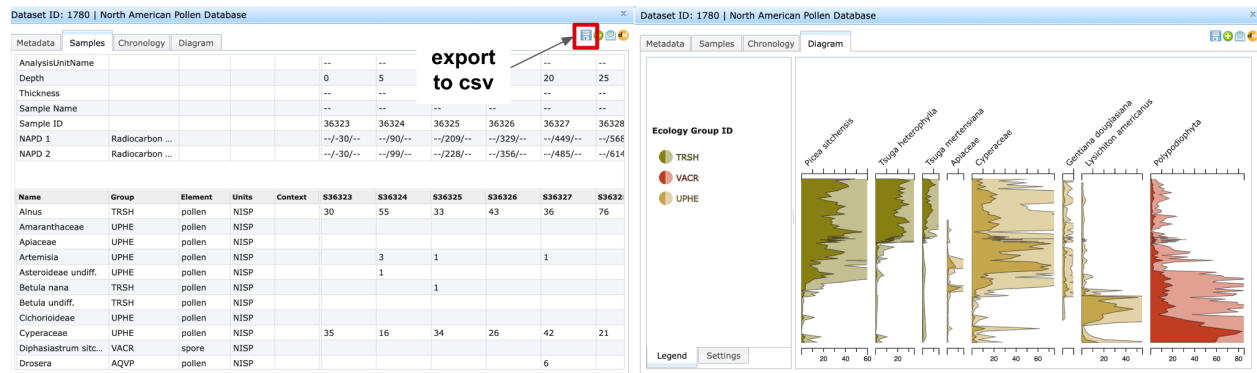 Dataset ID: 1780 | North American Pollen Database x
Metadata Samples Chronology Diagram
export
to csv
AnalysisUnitName -- -- -- --
Depth 0 5 20 25
Thickness -- -- --
Sample Name -- -- -- -- -- --
Sample ID 36323 36324 36325 36326 36327 36328
NAPD 1 Radiocarbon ... --/-30/-- --/90/-- --/209/-- --/329/-- --/449/-- --/568
NAPD 2 Radiocarbon ... --/-30/-- --/99/-- --/228/-- --/356/-- --/485/-- --/614
Name Group Element Units Context S36323 S36324 S36325 S36326 S36327 S3632
Alnus TRSH pollen NISP 30 55 33 43 36 76
Amaranthaceae UPHE pollen NISP
Apiaceae UPHE pollen NISP
Artemisia UPHE pollen NISP 3 1 1
Asteroideae undiff. UPHE pollen NISP 1
Betula nana TRSH pollen NISP 1
Betula undiff. TRSH pollen NISP
Cichorioideae UPHE pollen NISP
Cyperaceae UPHE pollen NISP 35 16 34 26 42 21
Diphasiastrum sitc... VACR spore NISP
Drosera AQVP pollen NISP 6
Dataset ID: 1780 | North American Pollen Database x
Metadata Samples Chronology Diagram
Ecology Group ID
TRSH
VACR
UPHE
Legend Settings
Picea sitchensis
Tsuga heterophylla
Tsuga mertensiana
Apiaceae
Cyperaceae
Gentiana douglasiana
Lysichiton americanus
Polypodiophyta
20 40 60 20 20 40 60 20 40 20 40 60 80